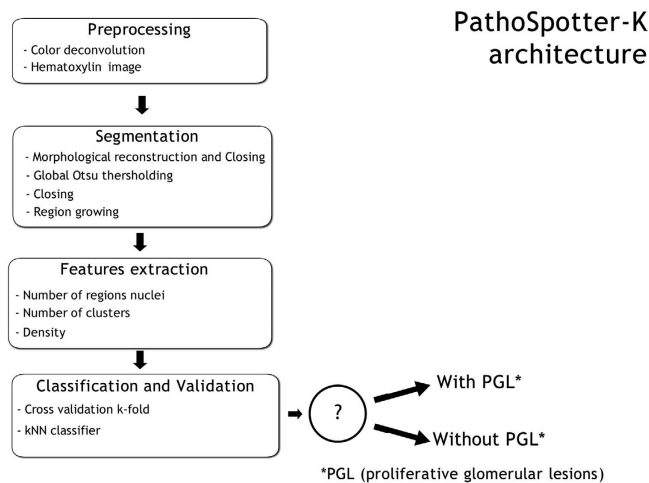 PathoSpotter-K
architecture
Preprocessing
- Color deconvolution
- Hematoxylin image
Segmentation
- Morphological reconstruction and Closing
- Global Otsu thersholding
- Closing
- Region growing
Features extraction
- Number of regions nuclei
- Number of clusters
- Density
Classification and Validation
- Cross validation k-fold
- kNN classifier
?
With PGL*
Without PGL*
*PGL (proliferative glomerular lesions)